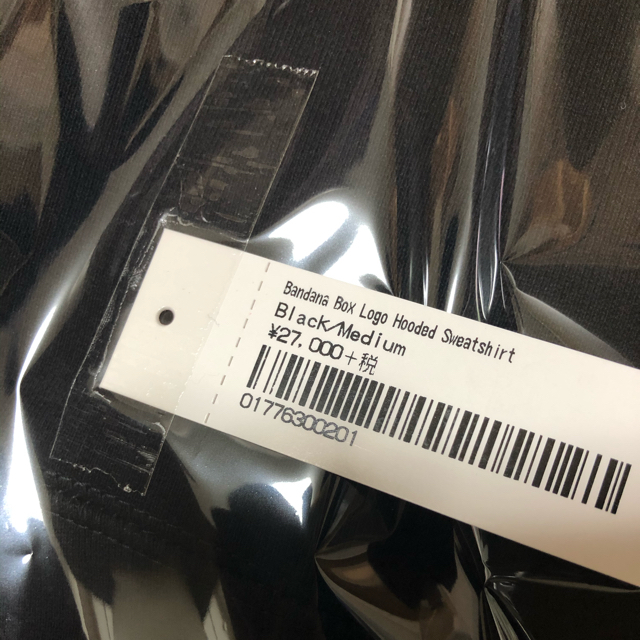 Bandana Box Logo Hooded Sweatshirt
Black/Medium
¥27,000+税
01776300201